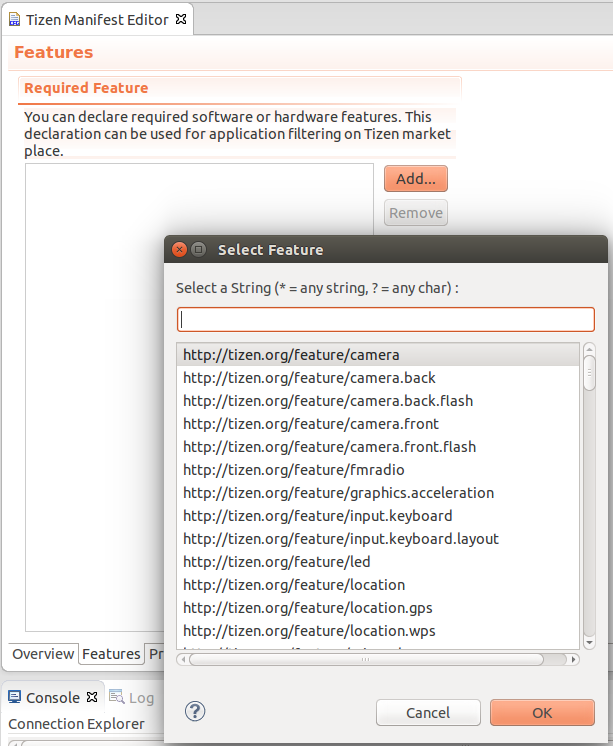 Tizen Manifest Editor
Features
Required Feature
You can declare required software or hardware features. This
declaration can be used for application filtering on Tizen market
place.
Add...
Remove
Select Feature
Select a String (* = any string, ? = any char) :
http://tizen.org/feature/camera
http://tizen.org/feature/camera.back
http://tizen.org/feature/camera.back.flash
http://tizen.org/feature/camera.front
http://tizen.org/feature/camera.front.flash
http://tizen.org/feature/fmradio
http://tizen.org/feature/graphics.acceleration
http://tizen.org/feature/input.keyboard
http://tizen.org/feature/input.keyboard.layout
http://tizen.org/feature/led
http://tizen.org/feature/location
http://tizen.org/feature/location.gps
http://tizen.org/feature/location.wps
Overview Features Pr
Console Log
Connection Explorer
? Cancel OK